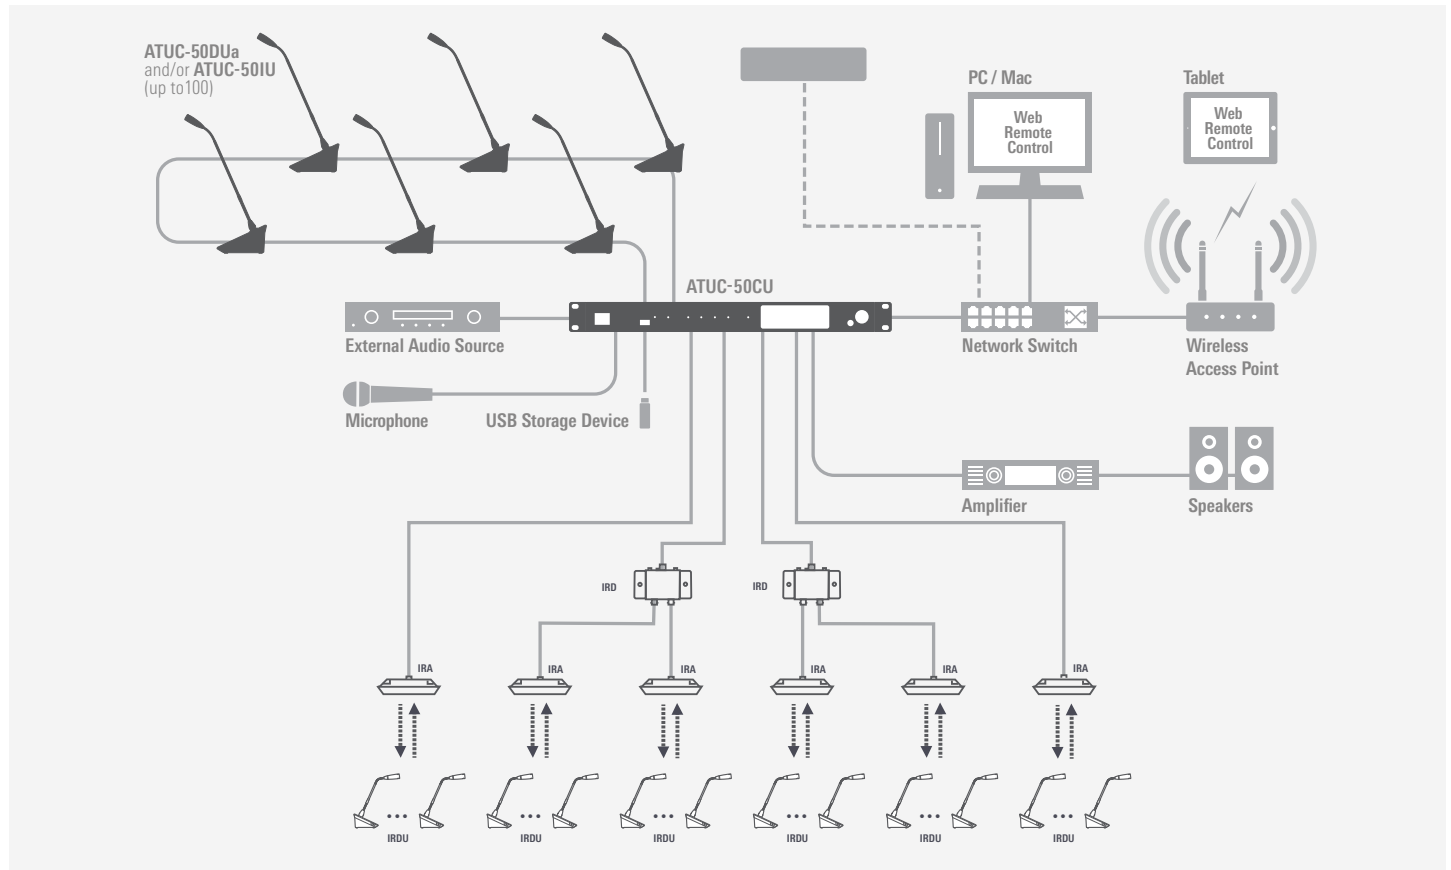 ATUC-50DUa
and/or ATUC-50IU
(up to100)
PC / Mac
Web
Remote
Control
Tablet
Web
Remote
Control
ATUC-50CU
External Audio Source
Network Switch
Wireless
Access Point
Microphone
USB Storage Device
Amplifier
Speakers
IRD
IRD
IRA
IRA
IRA
IRA
IRA
IRA
IRDU
IRDU
IRDU
IRDU
IRDU
IRDU